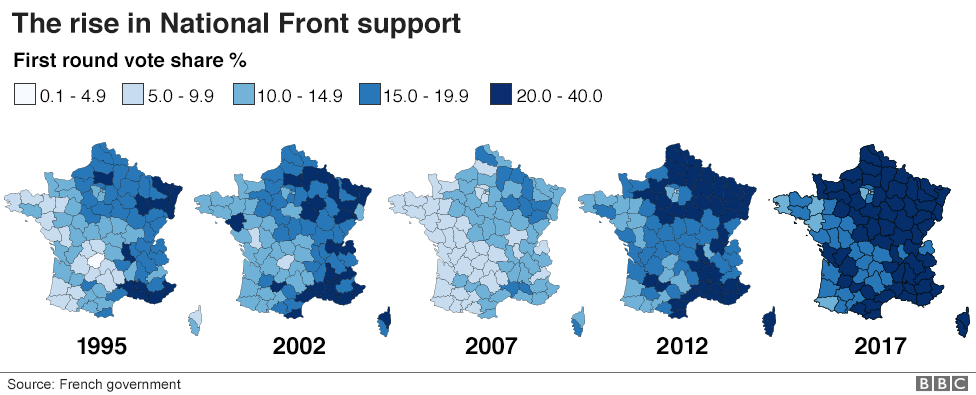 The rise in National Front support
First round vote share %
0.1 - 4.9 5.0 - 9.9 10.0 - 14.9 15.0 - 19.9 20.0 - 40.0
1995 2002 2007 2012 2017
Source: French government BBC